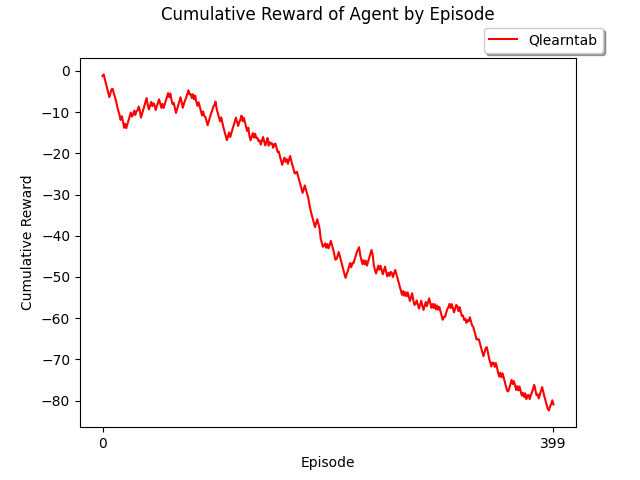 Cumulative Reward of Agent by Episode
Qlearntab
0
−10
−20
−30
−40
−50
−60
−70
−80
Cumulative Reward
0
399
Episode